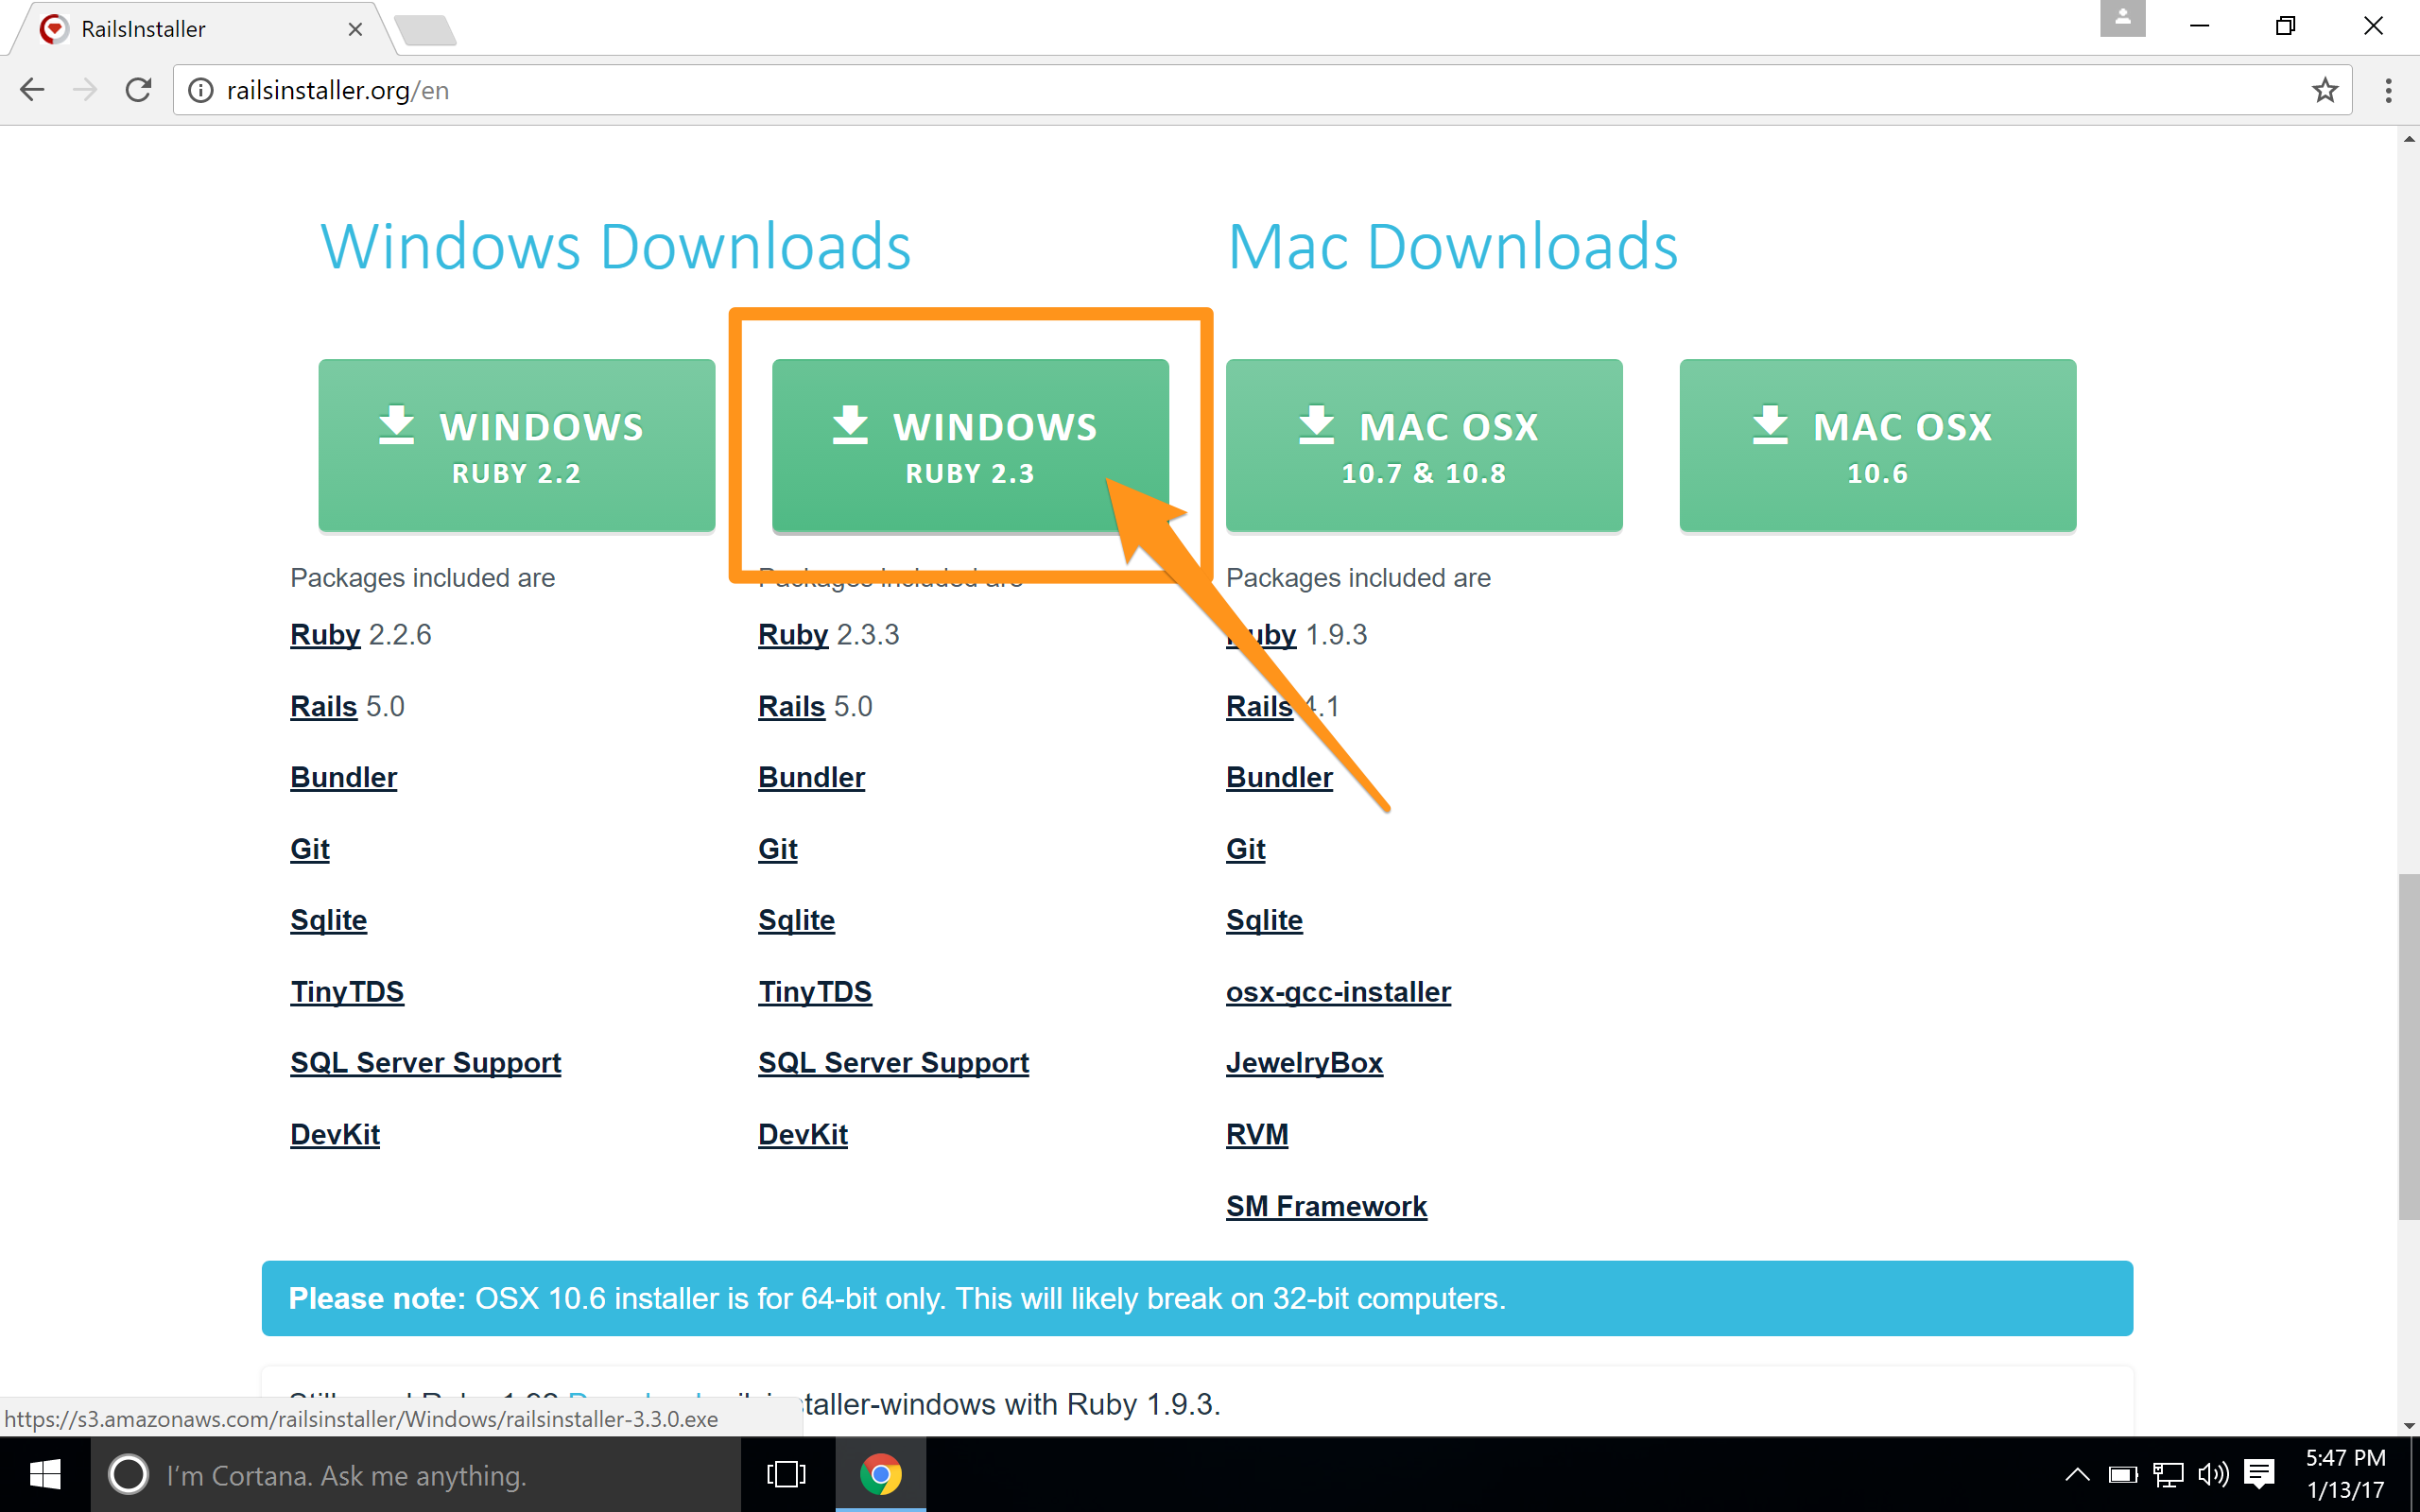 RailsInstaller
railsinstaller.org/en
Windows Downloads
Mac Downloads
WINDOWS
RUBY 2.2
WINDOWS
RUBY 2.3
MAC OSX
10.7 & 10.8
MAC OSX
10.6
Packages included are
Ruby 2.2.6
Rails 5.0
Bundler
Git
Sqlite
TinyTDS
SQL Server Support
DevKit
Packages included are
Ruby 2.3.3
Rails 5.0
Bundler
Git
Sqlite
TinyTDS
SQL Server Support
DevKit
Packages included are
Ruby 1.9.3
Rails 4.1
Bundler
Git
Sqlite
osx-gcc-installer
JewelryBox
RVM
SM Framework
Please note: OSX 10.6 installer is for 64-bit only. This will likely break on 32-bit computers.
taller-windows with Ruby 1.9.3.
https://s3.amazonaws.com/railsinstaller/Windows/railsinstaller-3.3.0.exe
I'm Cortana. Ask me anything.
5:47 PM
1/13/17